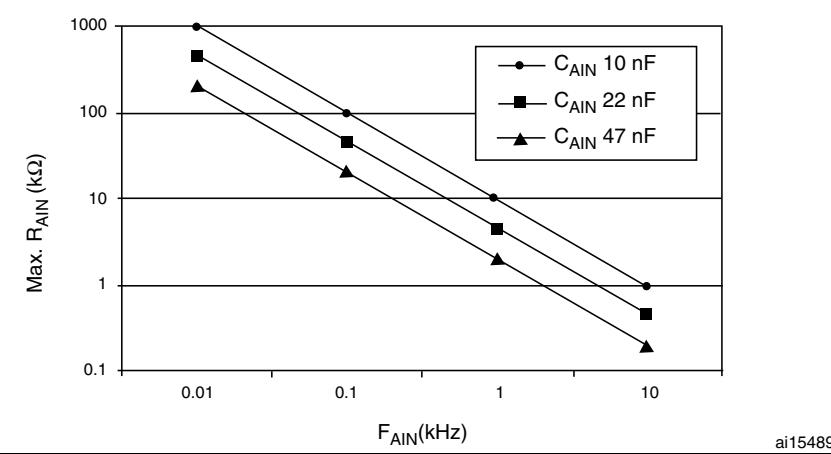 1000
100
10
1
0.1
Max. RAIN (kΩ)
CAIN 10 nF
CAIN 22 nF
CAIN 47 nF
0.01 0.1 1 10
FAIN(kHz)
ai15489